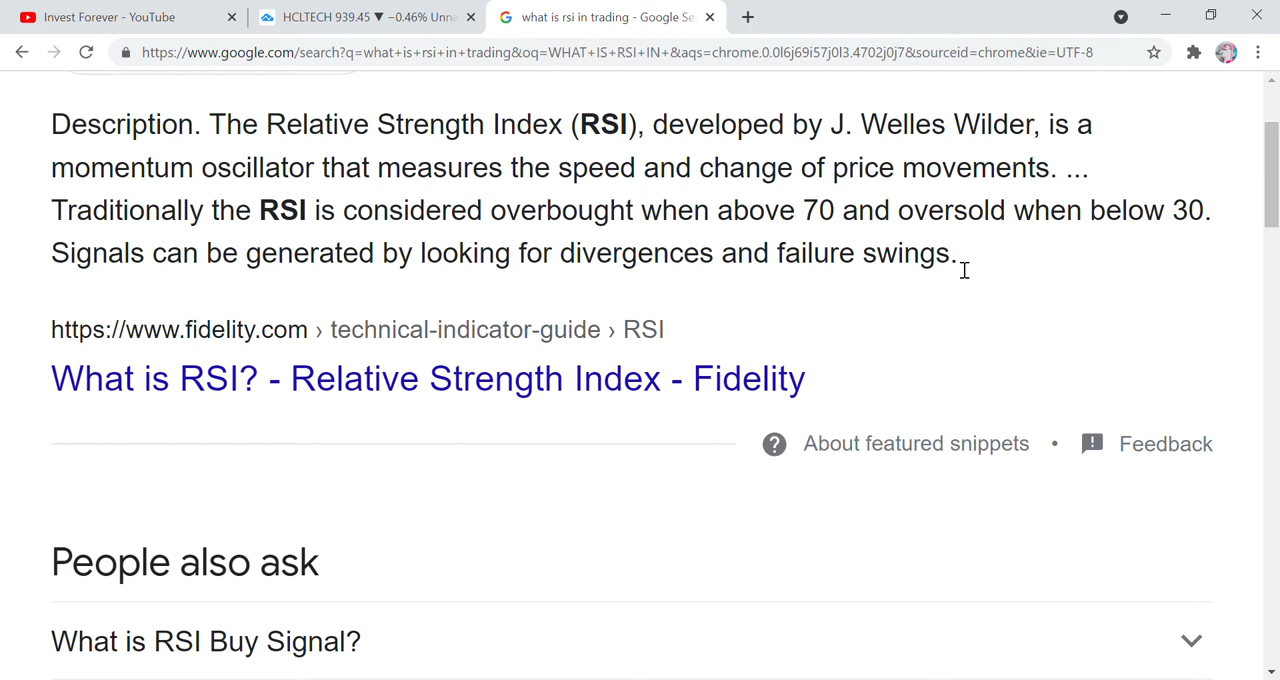 Invest Forever - YouTube
HCLTECH 939.45 ▼ −0.46% Unna
what is rsi in trading - Google Se
https://www.google.com/search?q=what+is+rsi+in+trading&oq=WHAT+IS+RSI+IN+&aqs=chrome.0.0l6j69i57j0l3.4702j0j7&sourceid=chrome&ie=UTF-8
Description. The Relative Strength Index (RSI), developed by J. Welles Wilder, is a
momentum oscillator that measures the speed and change of price movements. ...
Traditionally the RSI is considered overbought when above 70 and oversold when below 30.
Signals can be generated by looking for divergences and failure swings.
https://www.fidelity.com › technical-indicator-guide › RSI
What is RSI? - Relative Strength Index - Fidelity
About featured snippets • Feedback
People also ask
What is RSI Buy Signal?